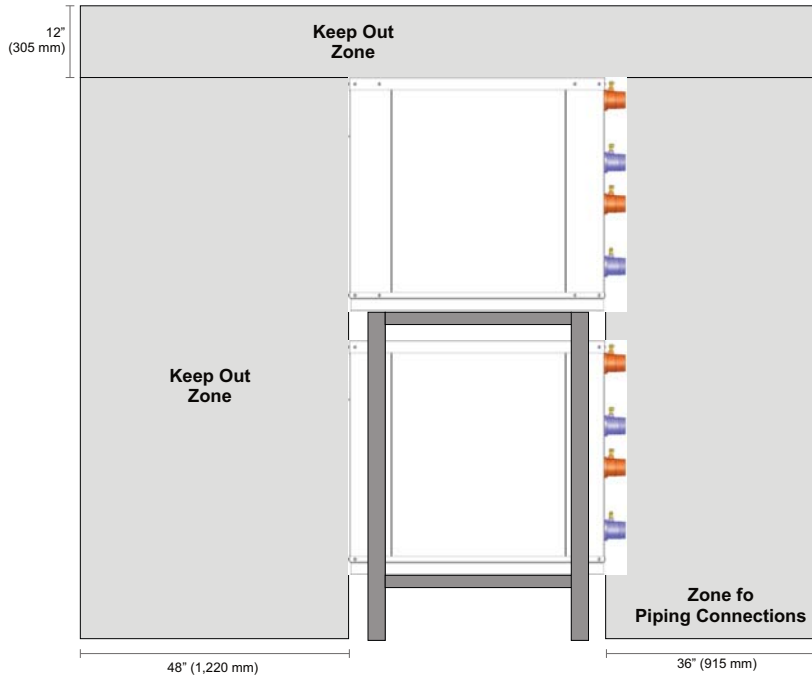 12”
(305 mm)
Keep Out
Zone
Keep Out
Zone
Zone fo
Piping Connections
48” (1,220 mm)
36” (915 mm)